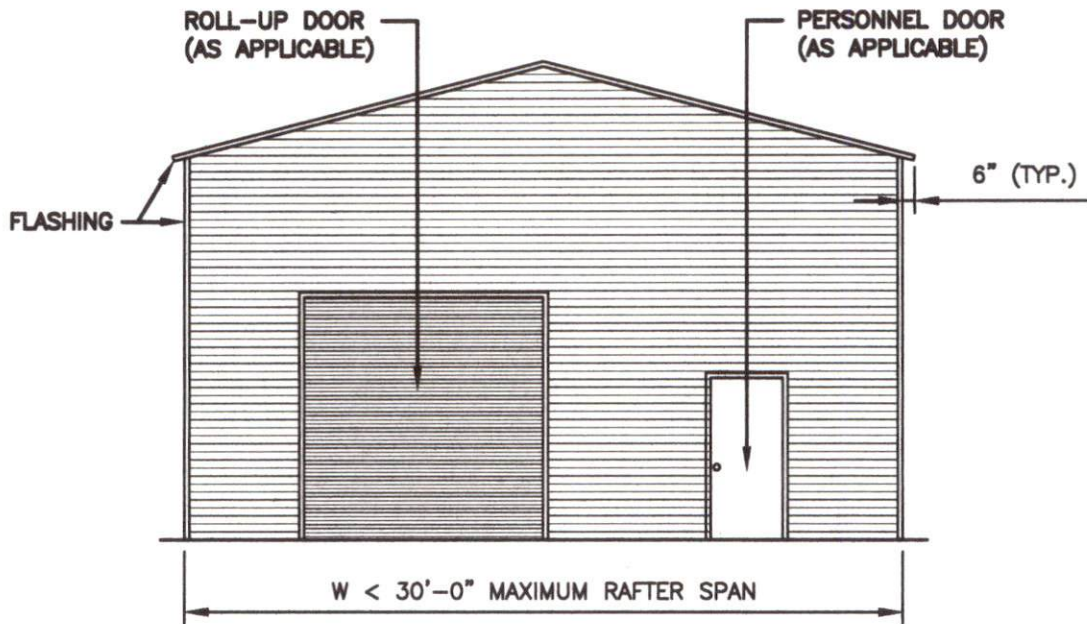 ROLL-UP DOOR
(AS APPLICABLE)
PERSONNEL DOOR
(AS APPLICABLE)
6" (TYP.)
FLASHING
W < 30'-0" MAXIMUM RAFTER SPAN